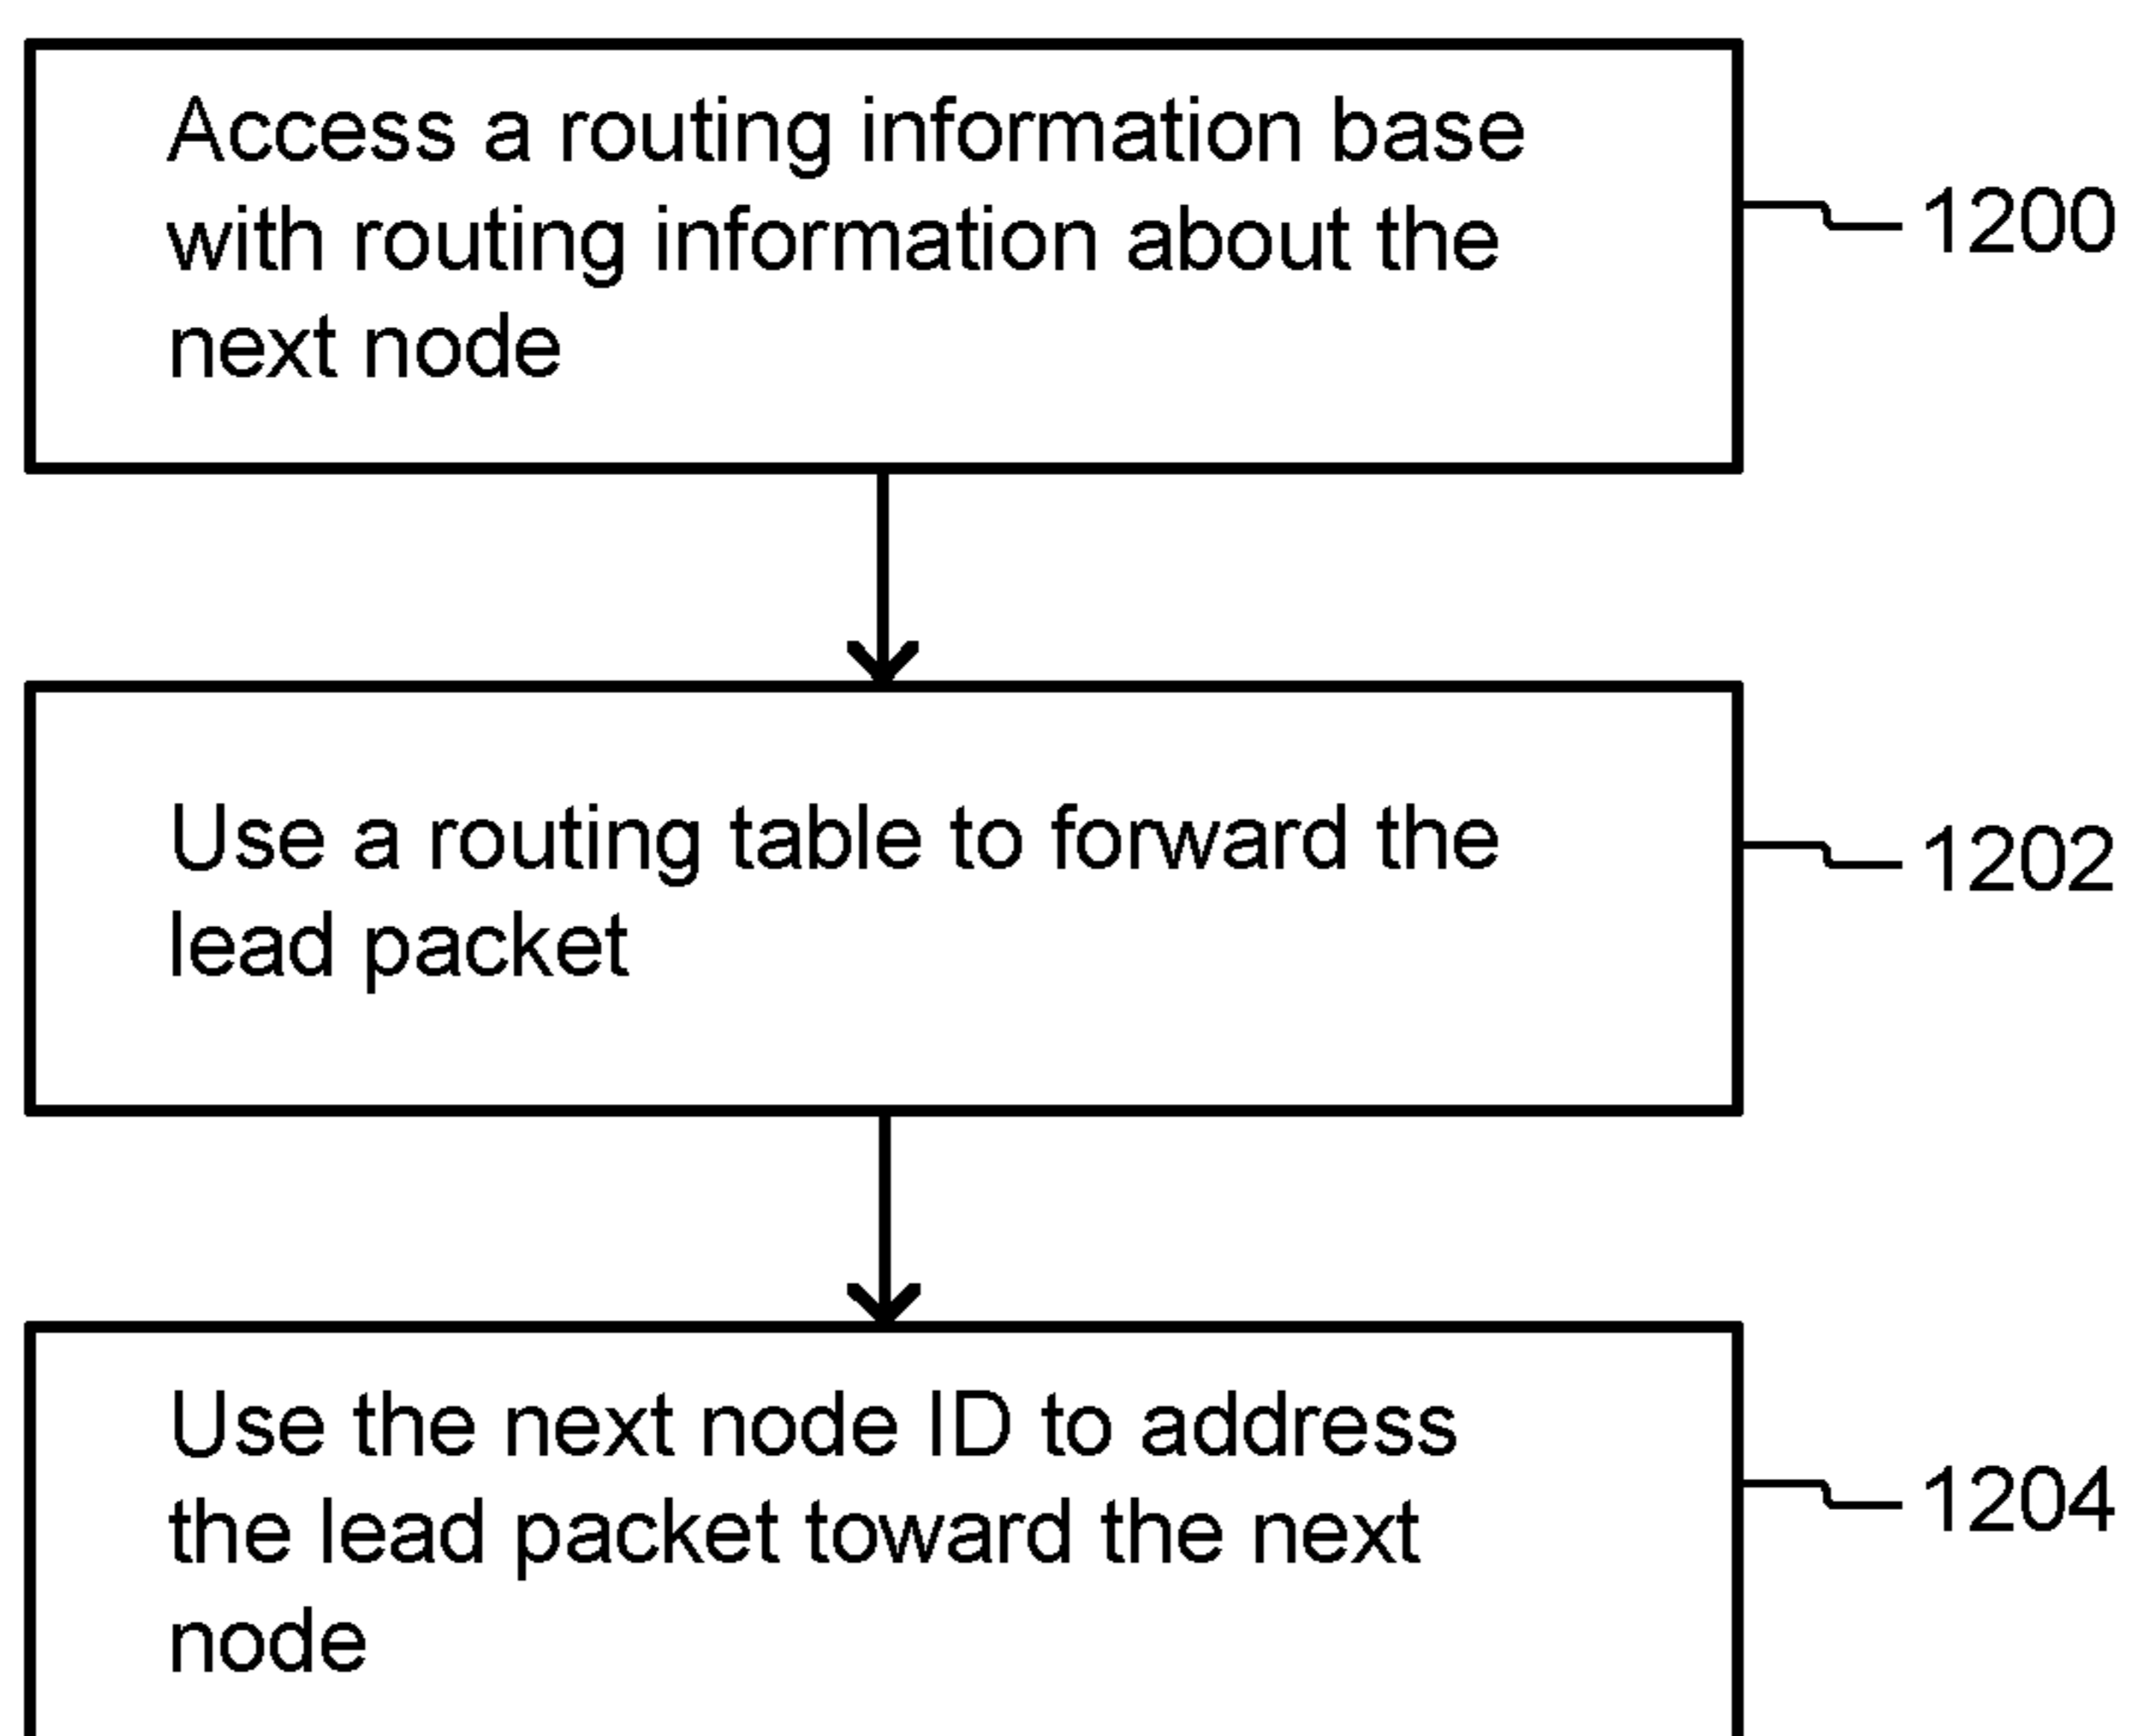 Access a routing information base
with routing information about the
next node
1200
Use a routing table to forward the
lead packet
1202
Use the next node ID to address
the lead packet toward the next
node
1204